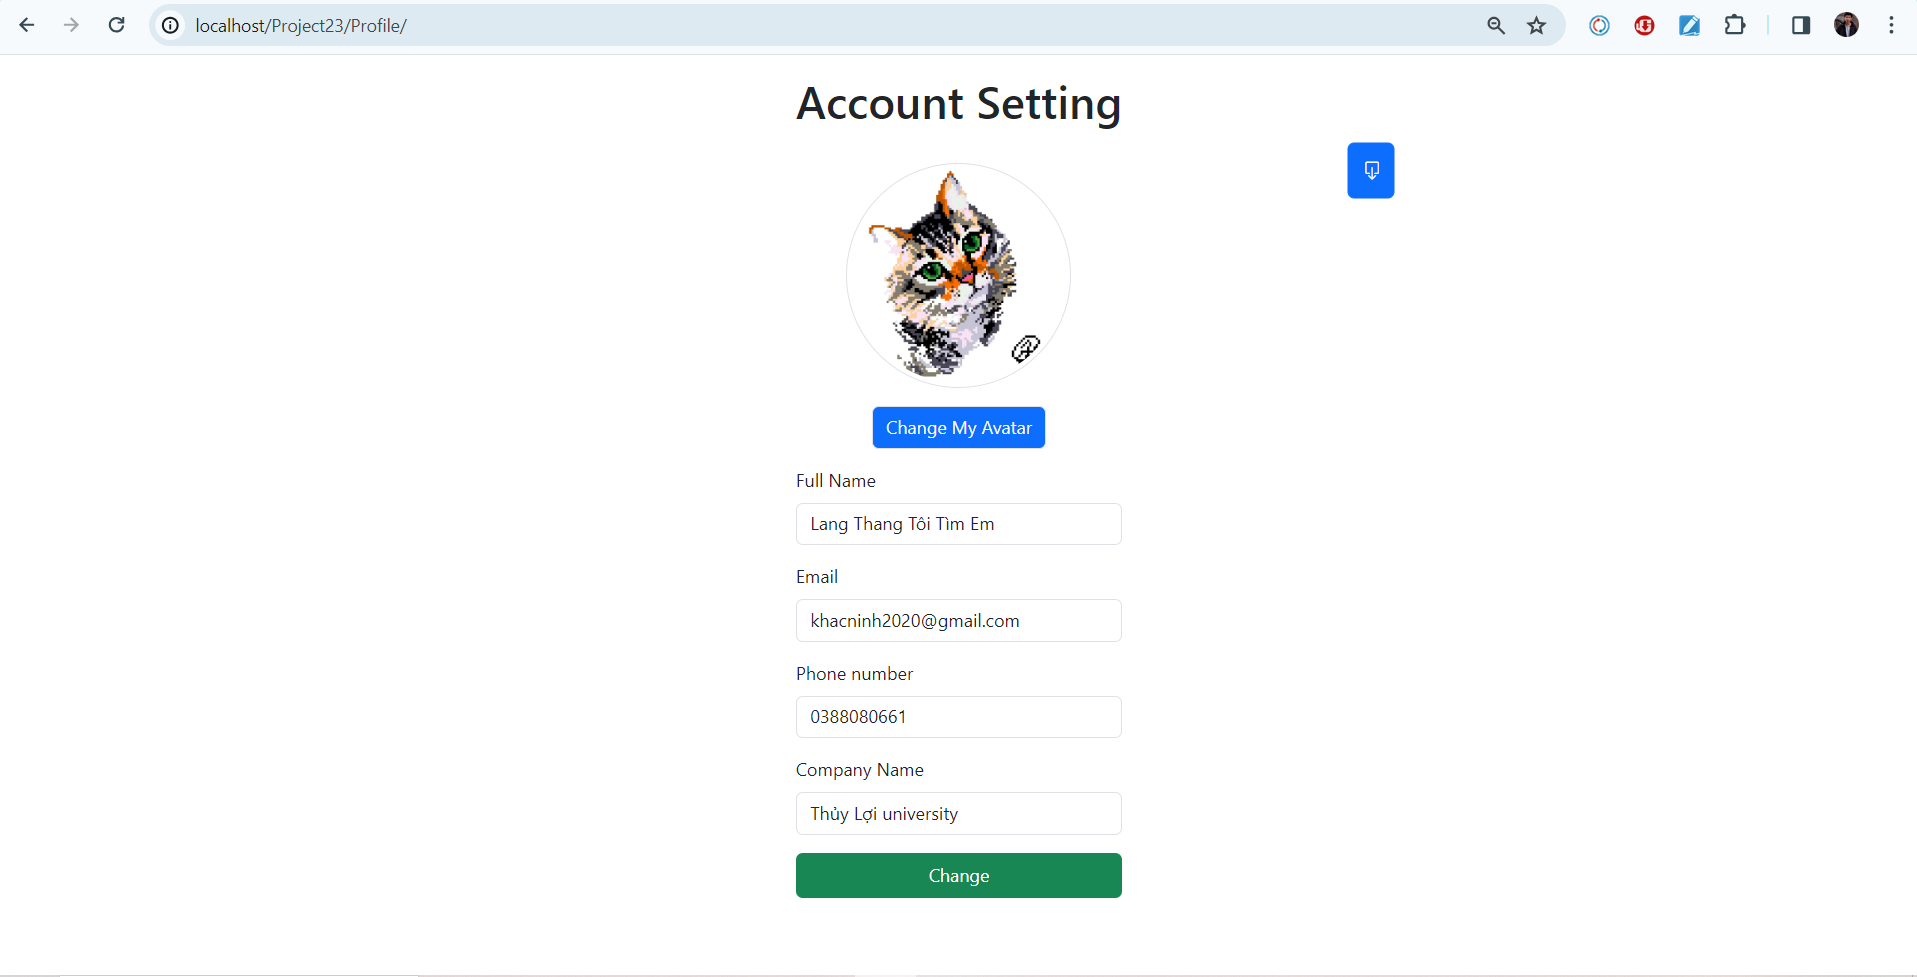 localhost/Project23/Profile/
Account Setting
Change My Avatar
Full Name
Lang Thang Tôi Tìm Em
Email
khacninh2020@gmail.com
Phone number
0388080661
Company Name
Thủy Lợi university
Change